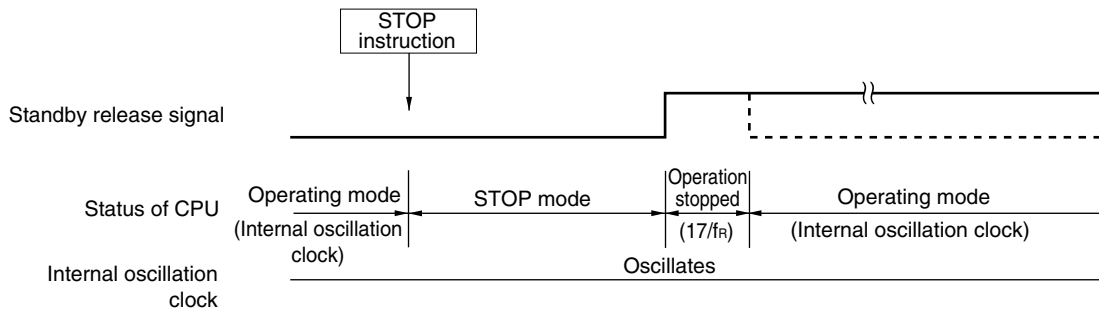 STOP
instruction
Standby release signal
Status of CPU
Operating mode
(Internal oscillation
clock)
STOP mode
Operation
stopped
(17/fR)
Operating mode
(Internal oscillation clock)
Internal oscillation
clock
Oscillates